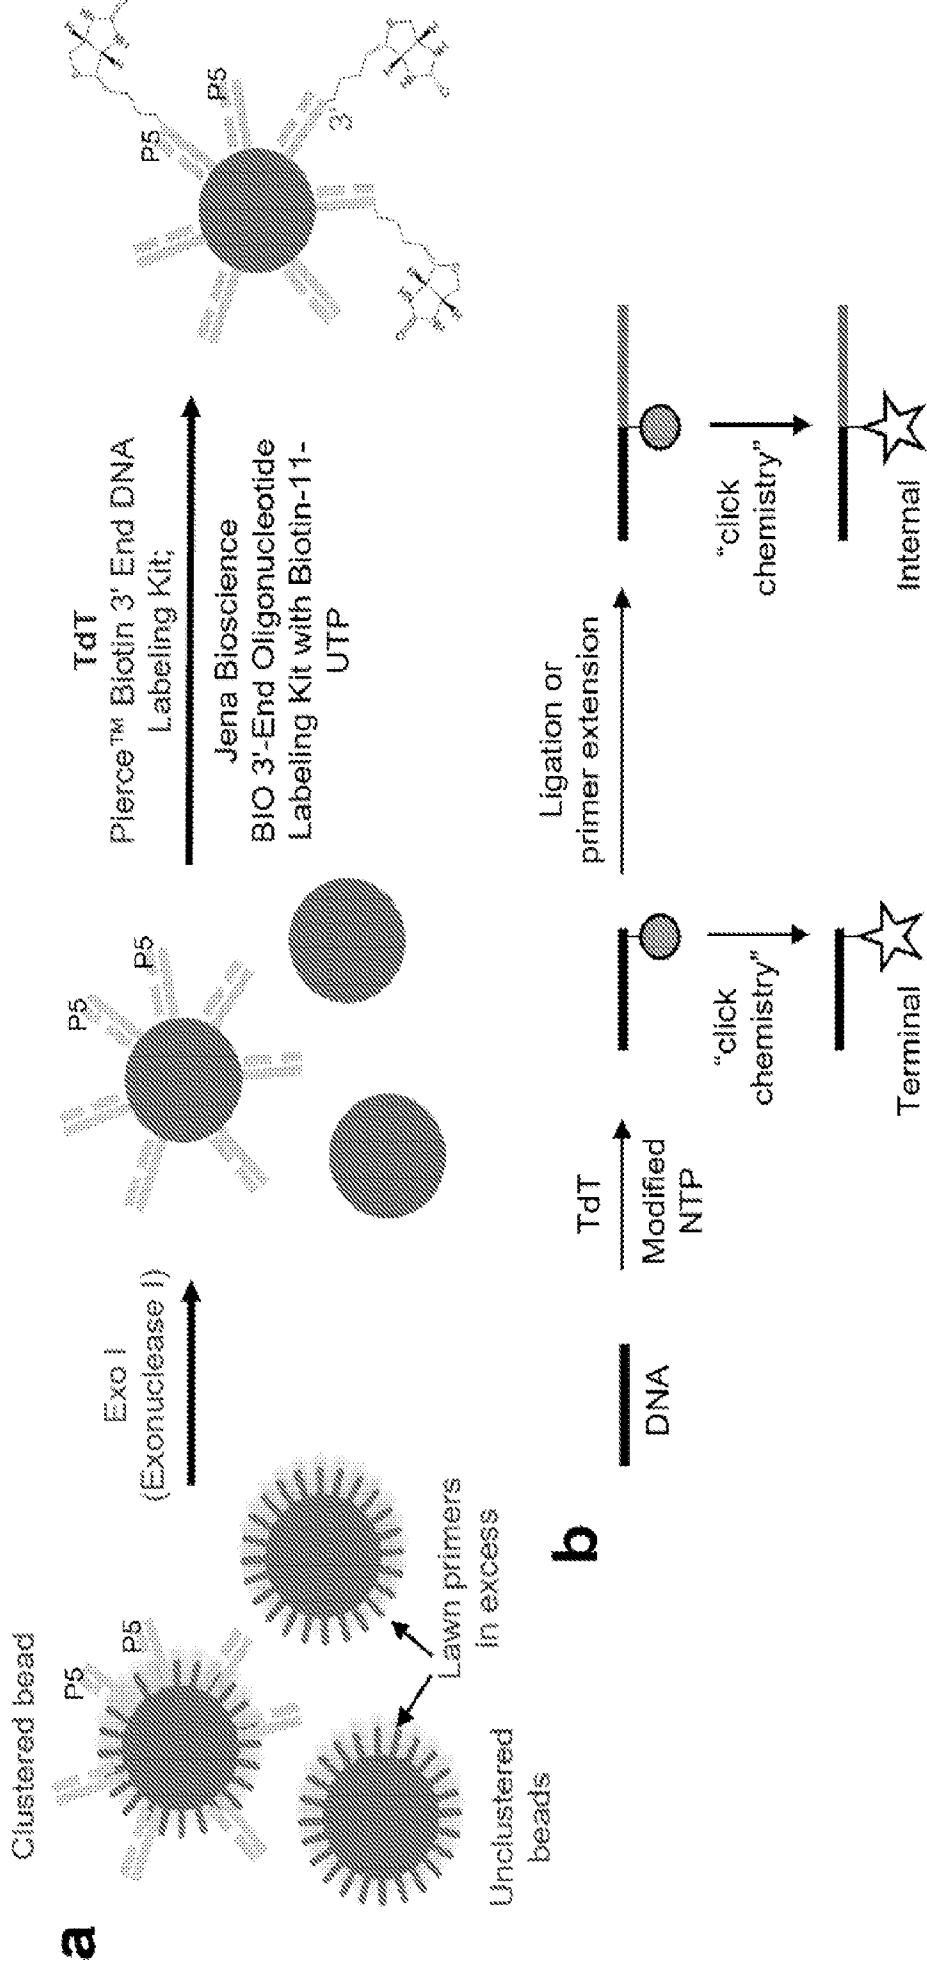 a
Clustered bead
P5
P5
Unclustered
beads
Lawn primers
in excess
Exo I
(Exonuclease I)
P5
P5
TdT
Pierce™ Biotin 3' End DNA
Labeling Kit;
Jena Bioscience
BIO 3'-End Oligonucleotide
Labeling Kit with Biotin-11-
UTP
P5
P5
3'
b
DNA
TdT
Modified
NTP
"click
chemistry"
Terminal
Ligation or
primer extension
"click
chemistry"
Internal